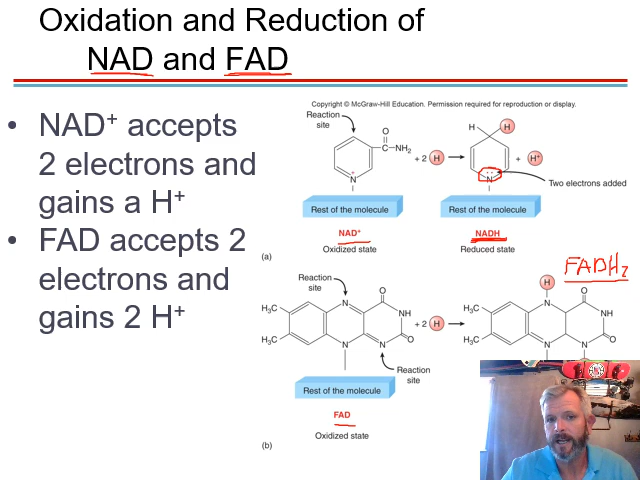 Oxidation and Reduction of
NAD and FAD
• NAD⁺ accepts
2 electrons and
gains a H⁺
• FAD accepts 2
electrons and
gains 2 H⁺
Copyright © McGraw-Hill Education. Permission required for reproduction or display.
Reaction
site
O
C—NH₂
N
+
+ 2 H
H H
N
+ H⁺
Two electrons added
Rest of the molecule
Rest of the molecule
NAD⁺
Oxidized state
NADH
Reduced state
(a)
FADH₂
Reaction
site
H₃C
H₃C
N
O
NH
O
N
N
+ 2 H
H
H₃C
H₃C
N
O
NH
O
N
N
Reaction
site
Rest of the molecule
FAD
Oxidized state
(b)